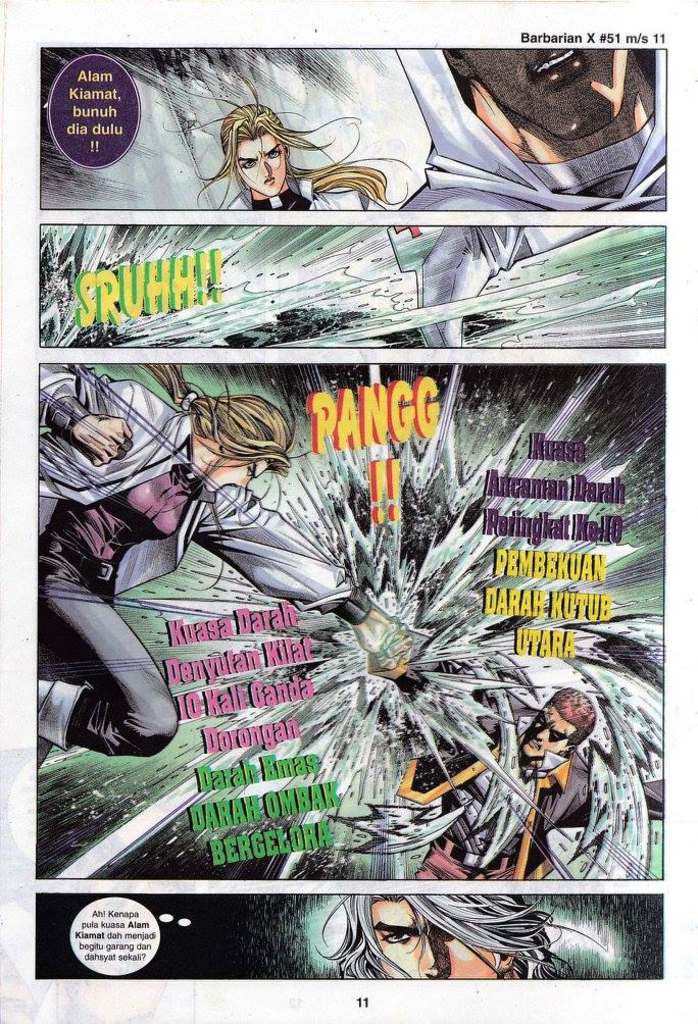 Barbarian X #51 m/s 11
Alam
Kiamat,
bunuh
dia dulu
!!
SRUHH!!
PANGG
!!
Kuasa
Ancaman Darah
Peringkat Ke-10
PEMBEKUAN
DARAH KUTUB
UTARA
Kuasa Darah
Denyutan Kilat
10 Kali Ganda
Dorongan
Darah Emas
DARAH OMBAK
BERGELORA
Ah! Kenapa
pula kuasa Alam
Kiamat dah menjadi
begitu garang dan
dahsyat sekali?
11